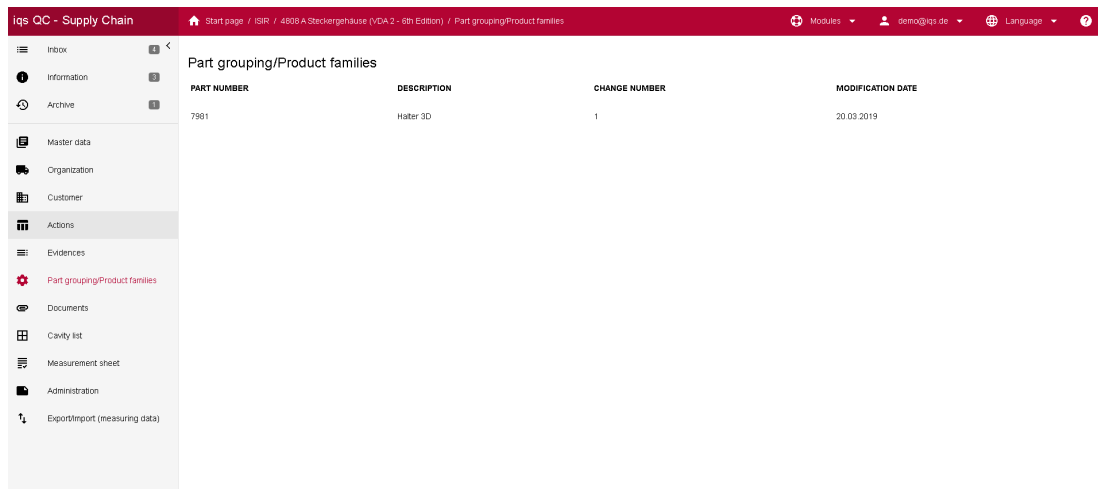 iqs QC - Supply Chain
Start page / ISIR / 4808 A Steckergehäuse (VDA 2 - 6th Edition) / Part grouping/Product families
Modules
demo@iqs.de
Language
Inbox 4
Information 3
Archive 1
Master data
Organization
Customer
Actions
Evidences
Part grouping/Product families
Documents
Cavity list
Measurement sheet
Administration
Export/Import (measuring data)
Part grouping/Product families
PART NUMBER DESCRIPTION CHANGE NUMBER MODIFICATION DATE
7981 Halter 3D 1 20.03.2019